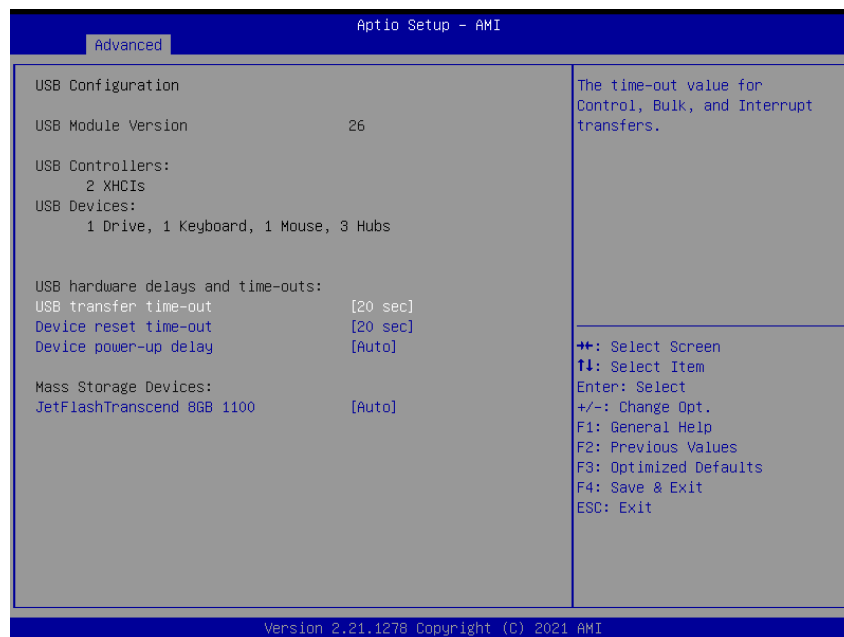 Aptio Setup – AMI
Advanced
USB Configuration
USB Module Version 26
USB Controllers:
2 XHCIs
USB Devices:
1 Drive, 1 Keyboard, 1 Mouse, 3 Hubs
USB hardware delays and time-outs:
USB transfer time-out [20 sec]
Device reset time-out [20 sec]
Device power-up delay [Auto]
Mass Storage Devices:
JetFlashTranscend 8GB 1100 [Auto]
The time-out value for
Control, Bulk, and Interrupt
transfers.
→←: Select Screen
↑↓: Select Item
Enter: Select
+/-: Change Opt.
F1: General Help
F2: Previous Values
F3: Optimized Defaults
F4: Save & Exit
ESC: Exit
Version 2.21.1278 Copyright (C) 2021 AMI